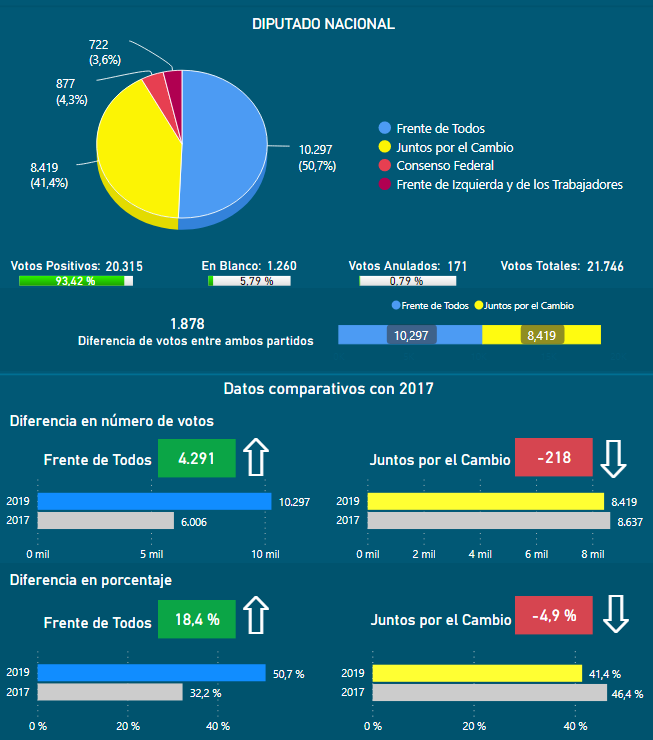 DIPUTADO NACIONAL
722
(3,6%)
877
(4,3%)
8.419
(41,4%)
10.297
(50,7%)
Frente de Todos
Juntos por el Cambio
Consenso Federal
Frente de Izquierda y de los Trabajadores
Votos Positivos: 20.315
93,42 %
En Blanco: 1.260
5.79 %
Votos Anulados: 171
0.79 %
Votos Totales: 21.746
1.878
Diferencia de votos entre ambos partidos
Frente de Todos Juntos por el Cambio
10,297 8,419
Datos comparativos con 2017
Diferencia en número de votos
Frente de Todos 4.291
2019 10.297
2017 6.006
0 mil 5 mil 10 mil
Juntos por el Cambio -218
2019 8.419
2017 8.637
0 mil 2 mil 4 mil 6 mil 8 mil
Diferencia en porcentaje
Frente de Todos 18,4 %
2019 50,7 %
2017 32,2 %
0 % 20 % 40 %
Juntos por el Cambio -4,9 %
2019 41,4 %
2017 46,4 %
0 % 20 % 40 %